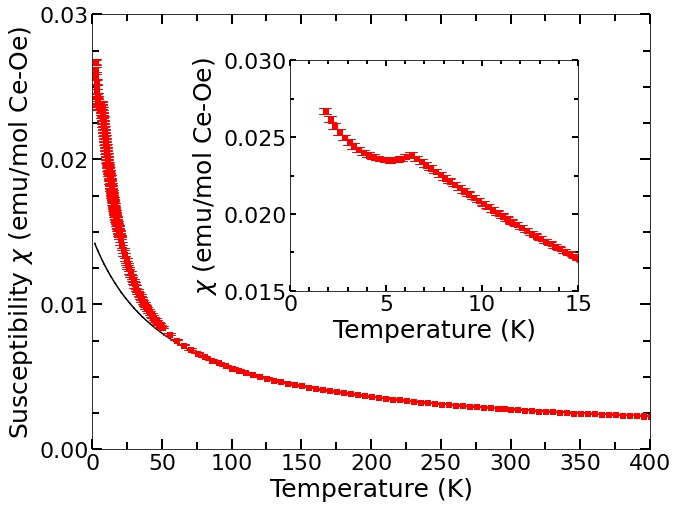 0.03
0.02
0.01
0.00
Susceptibility χ (emu/mol Ce-Oe)
0 50 100 150 200 250 300 350 400
Temperature (K)
0.030
0.025
0.020
0.015
χ (emu/mol Ce-Oe)
0 5 10 15
Temperature (K)